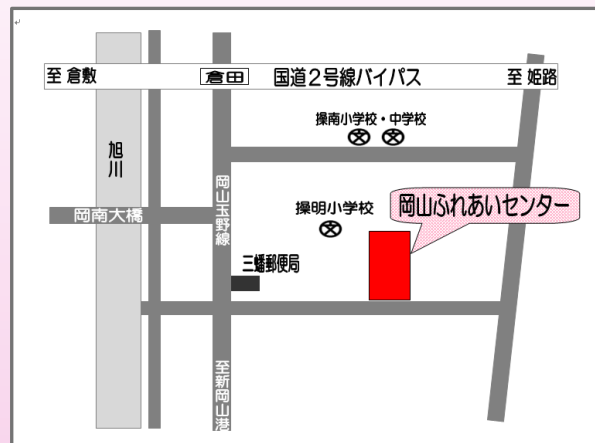 至 倉敷
倉田
国道2号線バイパス
至 姫路
操南小学校・中学校
文 文
旭川
岡山玉野線
操明小学校
文
岡山ふれあいセンター
岡南大橋
三蟠郵便局
至新岡山港